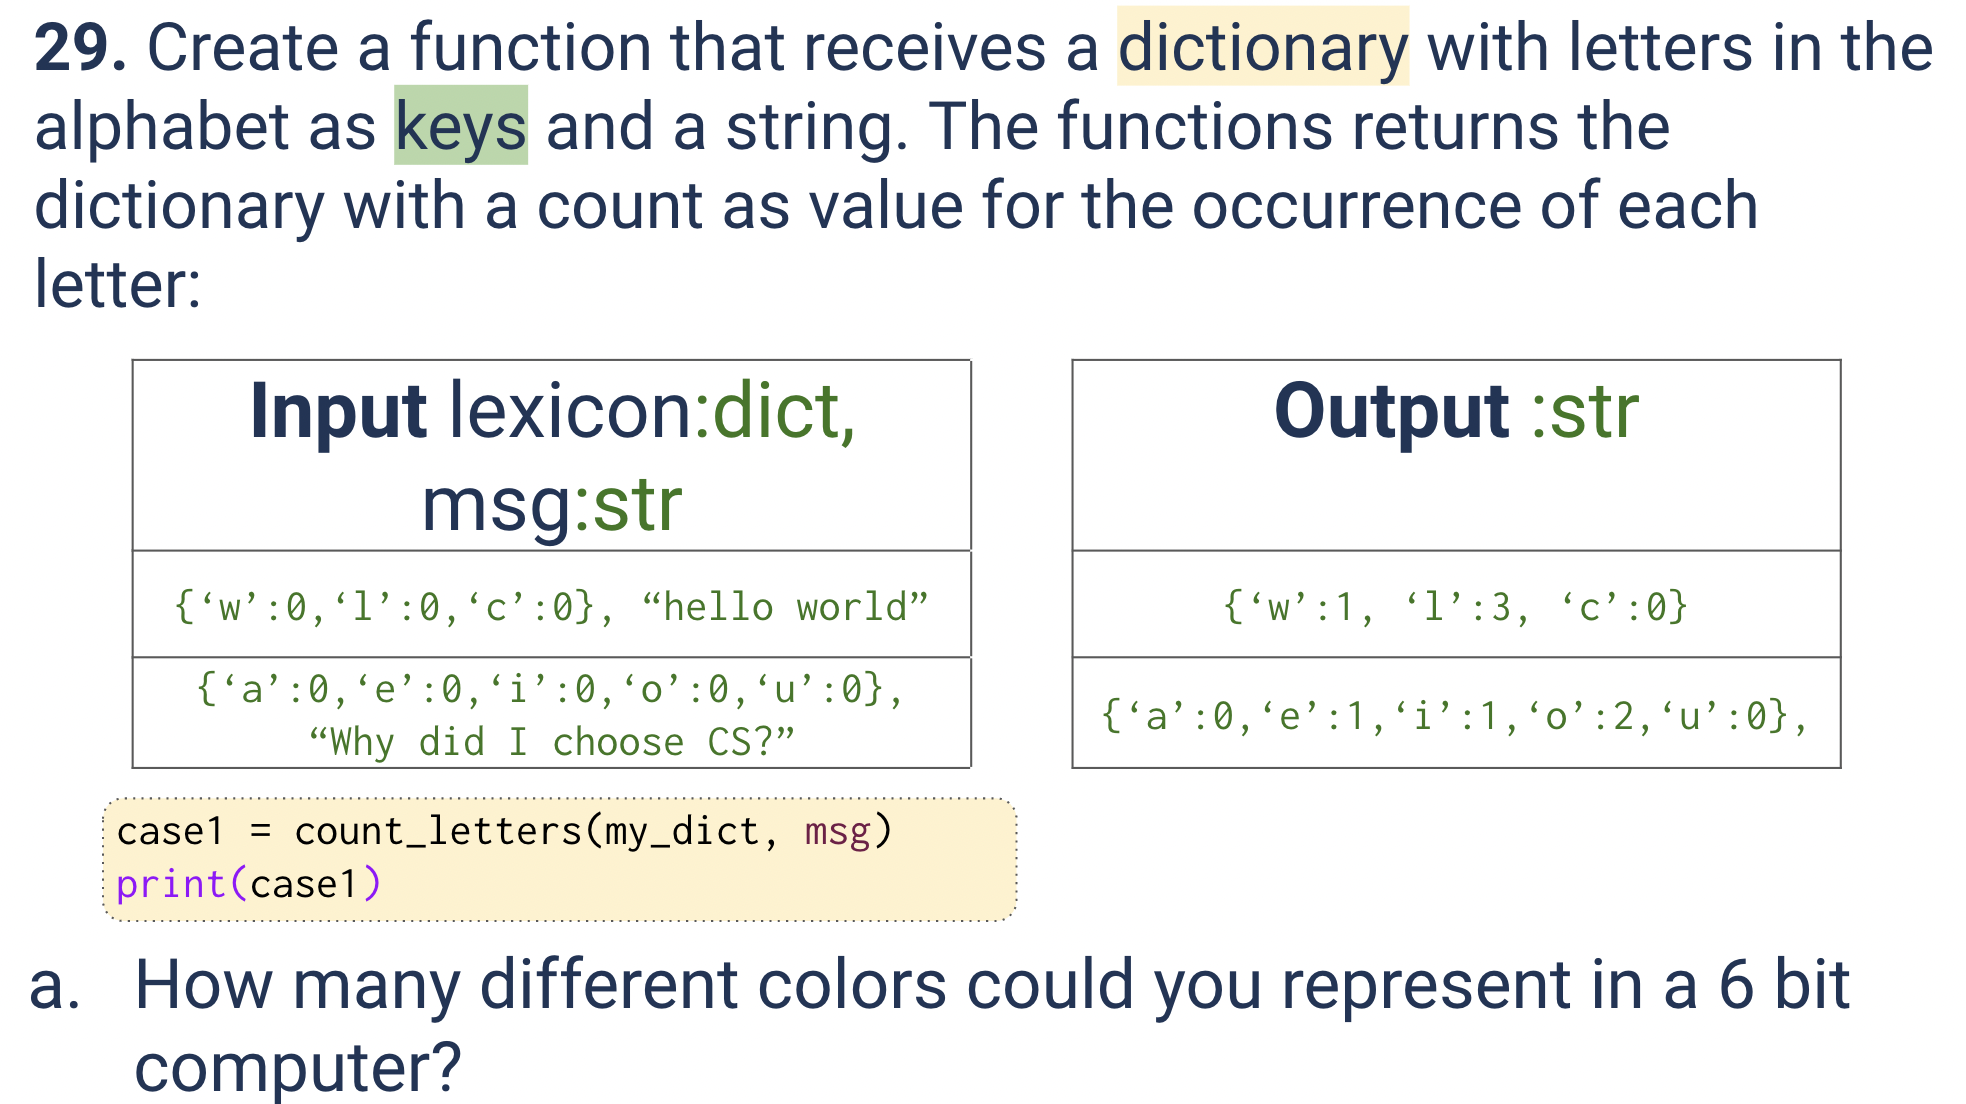 29. Create a function that receives a dictionary with letters in the
alphabet as keys and a string. The functions returns the
dictionary with a count as value for the occurrence of each
letter:
Input lexicon:dict,
msg:str
Output :str
{‘w’:0,‘l’:0,‘c’:0}, “hello world”
{‘w’:1, ‘l’:3, ‘c’:0}
{‘a’:0,‘e’:0,‘i’:0,‘o’:0,‘u’:0},
“Why did I choose CS?”
{‘a’:0,‘e’:1,‘i’:1,‘o’:2,‘u’:0},
case1 = count_letters(my_dict, msg)
print(case1)
a. How many different colors could you represent in a 6 bit
computer?